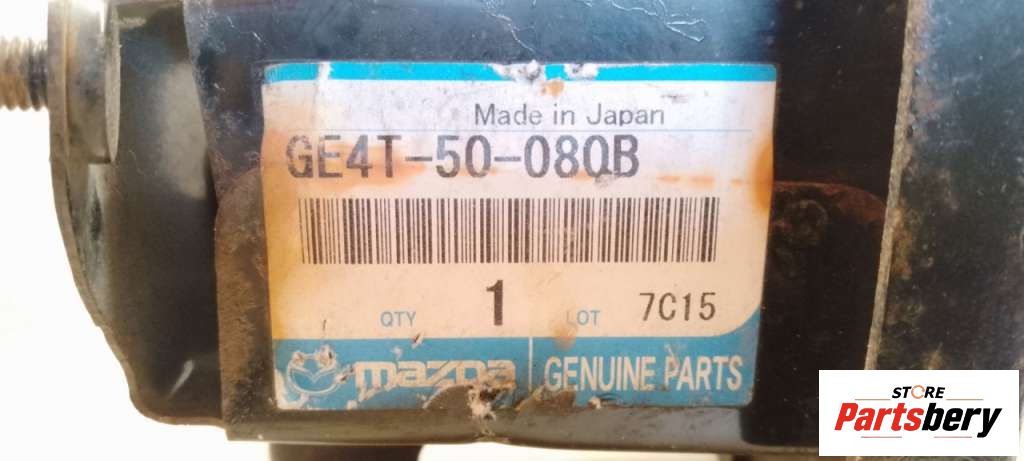 Made in Japan
GE4T-50-080B
QTY 1 LOT 7C15
mazda GENUINE PARTS
STORE
Partsbery